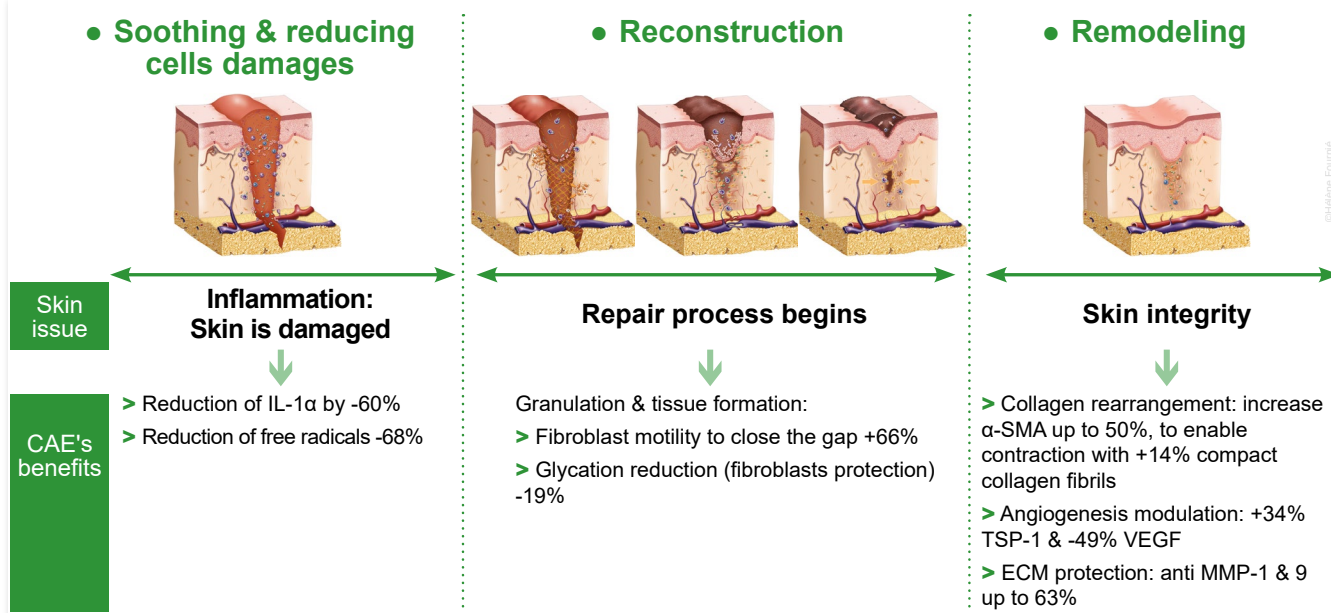 • Soothing & reducing
cells damages
• Reconstruction
• Remodeling
©Hélène Fournié
Skin
issue
Inflammation:
Skin is damaged
Repair process begins
Skin integrity
CAE's
benefits
> Reduction of IL-1α by -60%
> Reduction of free radicals -68%
Granulation & tissue formation:
> Fibroblast motility to close the gap +66%
> Glycation reduction (fibroblasts protection)
-19%
> Collagen rearrangement: increase
α-SMA up to 50%, to enable
contraction with +14% compact
collagen fibrils
> Angiogenesis modulation: +34%
TSP-1 & -49% VEGF
> ECM protection: anti MMP-1 & 9
up to 63%